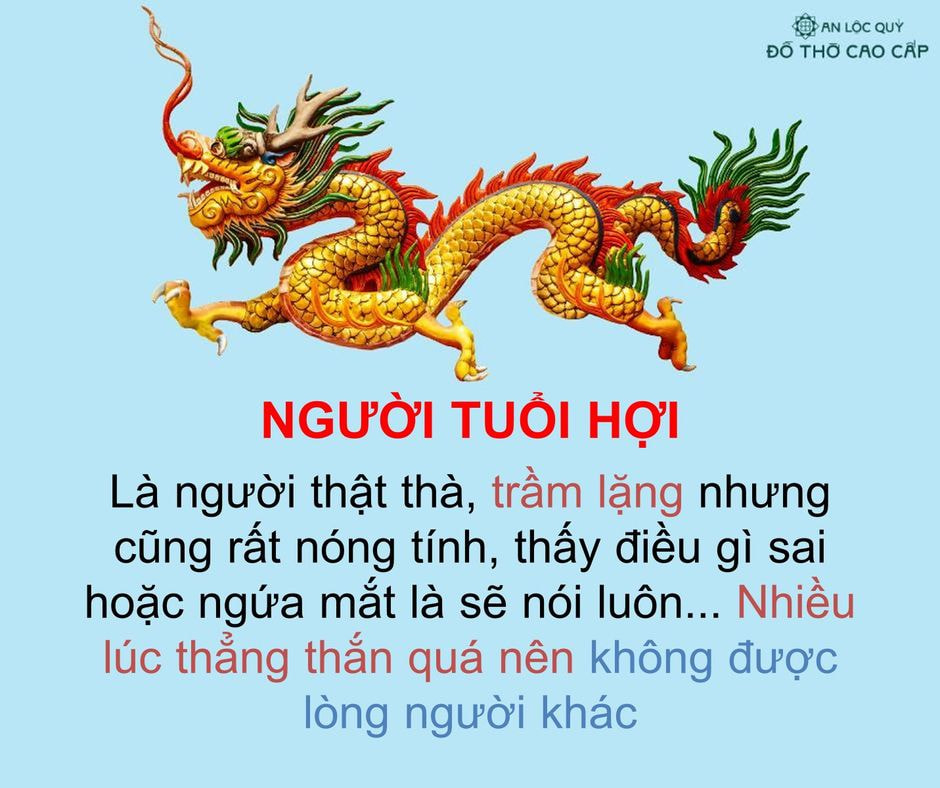 AN LỘC QUÝ
ĐỒ THỜ CAO CẤP
NGƯỜI TUỔI HỢI
Là người thật thà, trầm lặng nhưng
cũng rất nóng tính, thấy điều gì sai
hoặc ngứa mắt là sẽ nói luôn... Nhiều
lúc thẳng thắn quá nên không được
lòng người khác